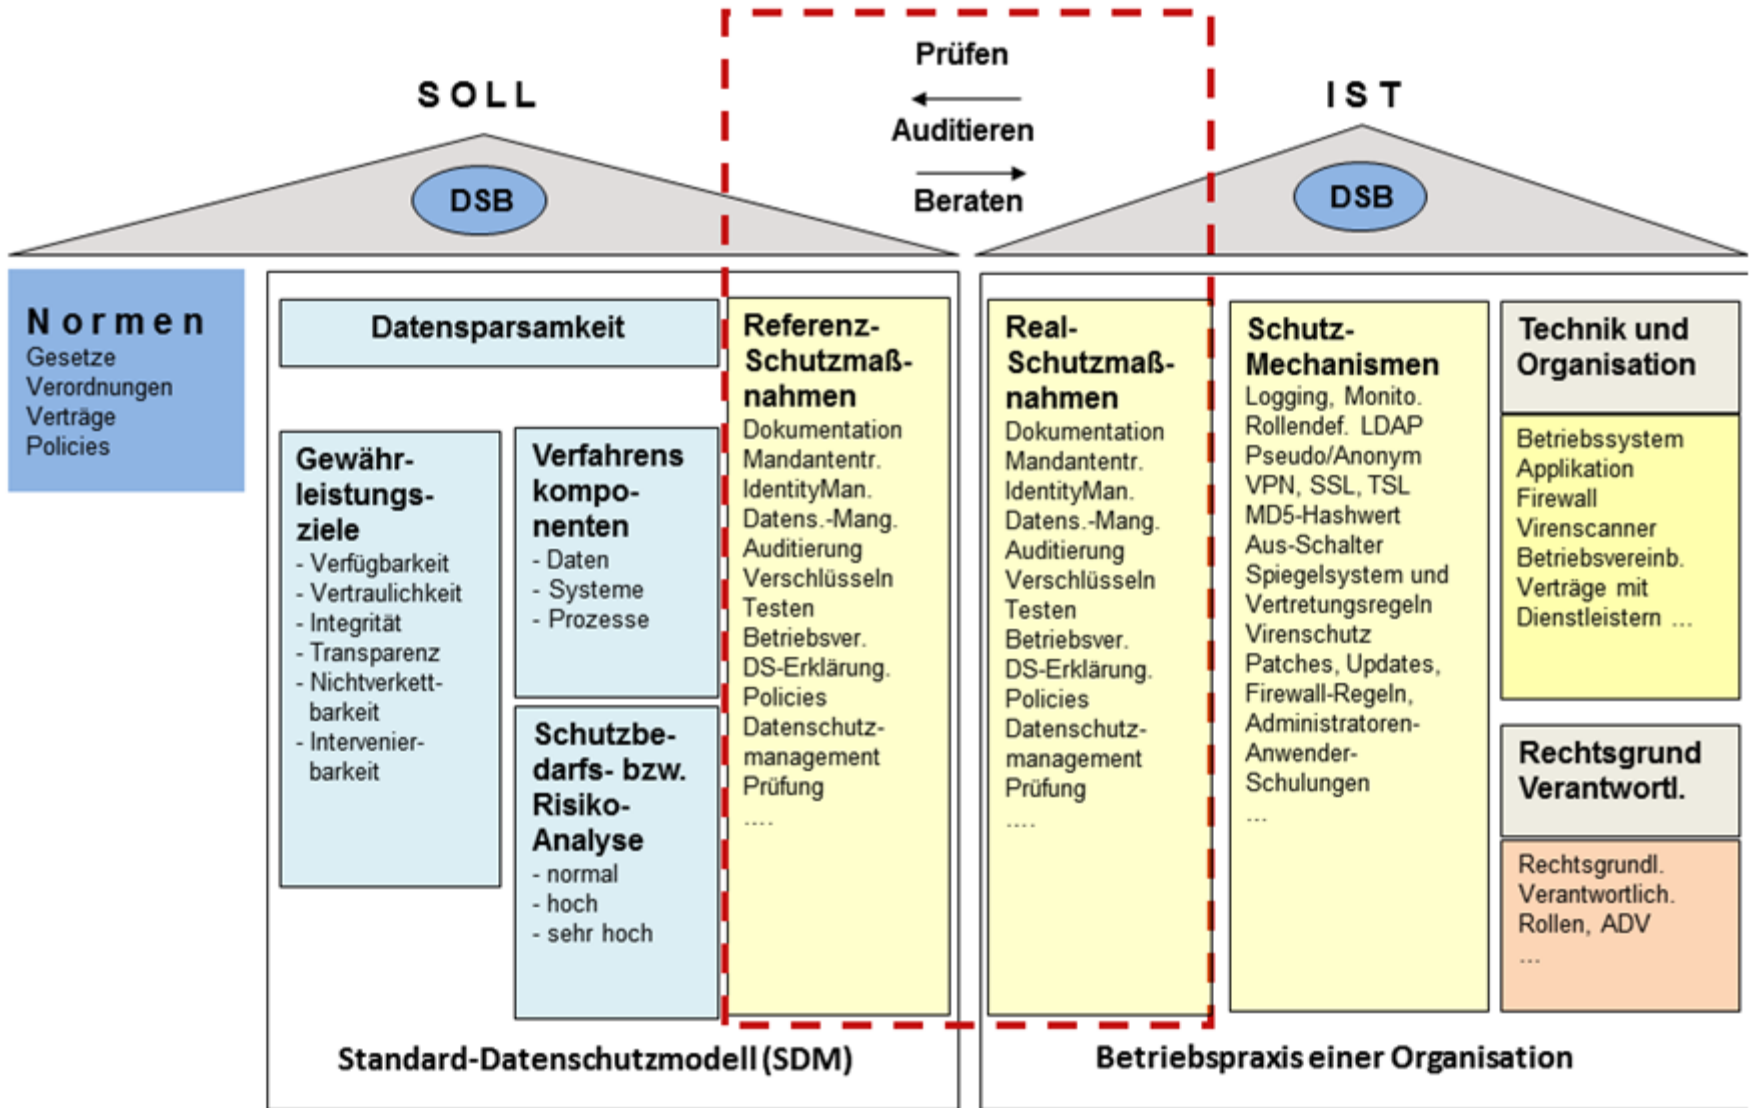 Prüfen
Auditieren
Beraten
S O L L
DSB
I S T
DSB
N o r m e n
Gesetze
Verordnungen
Verträge
Policies
Datensparsamkeit
Gewähr-
leistungs-
ziele
- Verfügbarkeit
- Vertraulichkeit
- Integrität
- Transparenz
- Nichtverkett-
barkeit
- Intervenier-
barkeit
Verfahrens
kompo-
nenten
- Daten
- Systeme
- Prozesse
Schutzbe-
darfs- bzw.
Risiko-
Analyse
- normal
- hoch
- sehr hoch
Referenz-
Schutzmaß-
nahmen
Dokumentation
Mandantentr.
IdentityMan.
Datens.-Mang.
Auditierung
Verschlüsseln
Testen
Betriebsver.
DS-Erklärung.
Policies
Datenschutz-
management
Prüfung
....
Standard-Datenschutzmodell (SDM)
Real-
Schutzmaß-
nahmen
Dokumentation
Mandantentr.
IdentityMan.
Datens.-Mang.
Auditierung
Verschlüsseln
Testen
Betriebsver.
DS-Erklärung.
Policies
Datenschutz-
management
Prüfung
....
Schutz-
Mechanismen
Logging, Monito.
Rollendef. LDAP
Pseudo/Anonym
VPN, SSL, TSL
MD5-Hashwert
Aus-Schalter
Spiegelsystem und
Vertretungsregeln
Virenschutz
Patches, Updates,
Firewall-Regeln,
Administratoren-
Anwender-
Schulungen
...
Technik und
Organisation
Betriebssystem
Applikation
Firewall
Virenscanner
Betriebsvereinb.
Verträge mit
Dienstleistern ...
Rechtsgrund
Verantwortl.
Rechtsgrundl.
Verantwortlich.
Rollen, ADV
...
Betriebspraxis einer Organisation